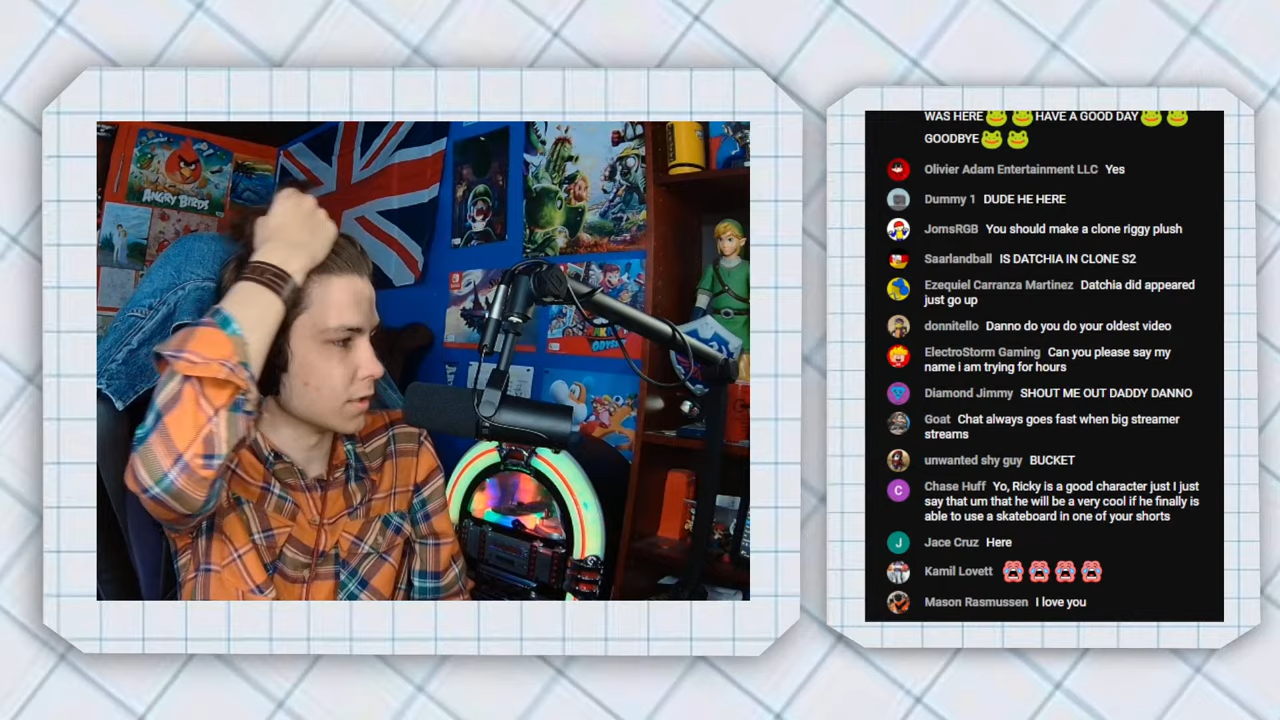 ANGRY BIRDS
WAS HERE 🐸 🐸 HAVE A GOOD DAY 🐸 🐸
GOODBYE 🐸 🐸
Olivier Adam Entertainment LLC Yes
Dummy 1 DUDE HE HERE
JomsRGB You should make a clone riggy plush
Saarlandball IS DATCHIA IN CLONE S2
Ezequiel Carranza Martinez Datchia did appeared
just go up
donnitello Danno do you do your oldest video
ElectroStorm Gaming Can you please say my
name i am trying for hours
Diamond Jimmy SHOUT ME OUT DADDY DANNO
Goat Chat always goes fast when big streamer
streams
unwanted shy guy BUCKET
C
Chase Huff Yo, Ricky is a good character just I just
say that um that he will be a very cool if he finally is
able to use a skateboard in one of your shorts
J
Jace Cruz Here
Kamil Lovett 😭 😭 😭 😭
Mason Rasmussen I love you